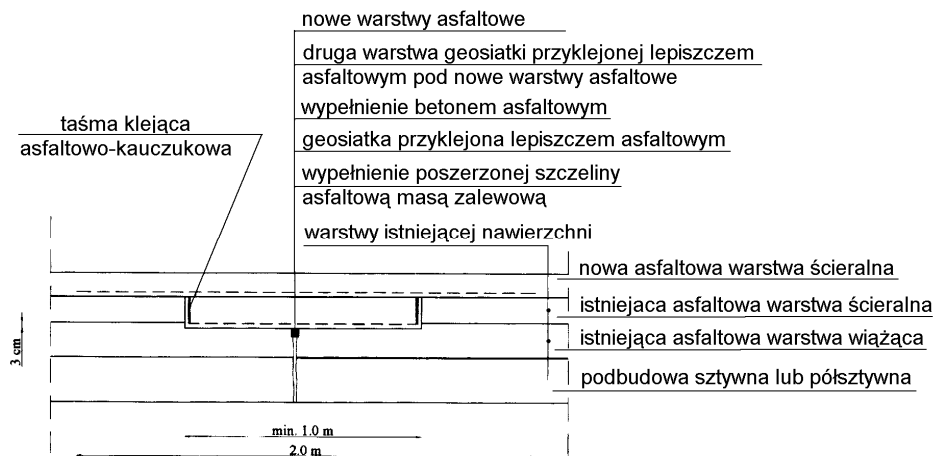 nowe warstwy asfaltowe
druga warstwa geosiatki przyklejonej lepiszczem
asfaltowym pod nowe warstwy asfaltowe
wypełnienie betonem asfaltowym
taśma klejąca
asfaltowo-kauczukowa
geosiatka przyklejona lepiszczem asfaltowym
wypełnienie poszerzonej szczeliny
asfaltową masą zalewową
warstwy istniejącej nawierzchni
nowa asfaltowa warstwa ścieralna
istniejaca asfaltowa warstwa ścieralna
istniejąca asfaltowa warstwa wiążąca
podbudowa sztywna lub półsztywna
3 cm
min. 1.0 m
2.0 m